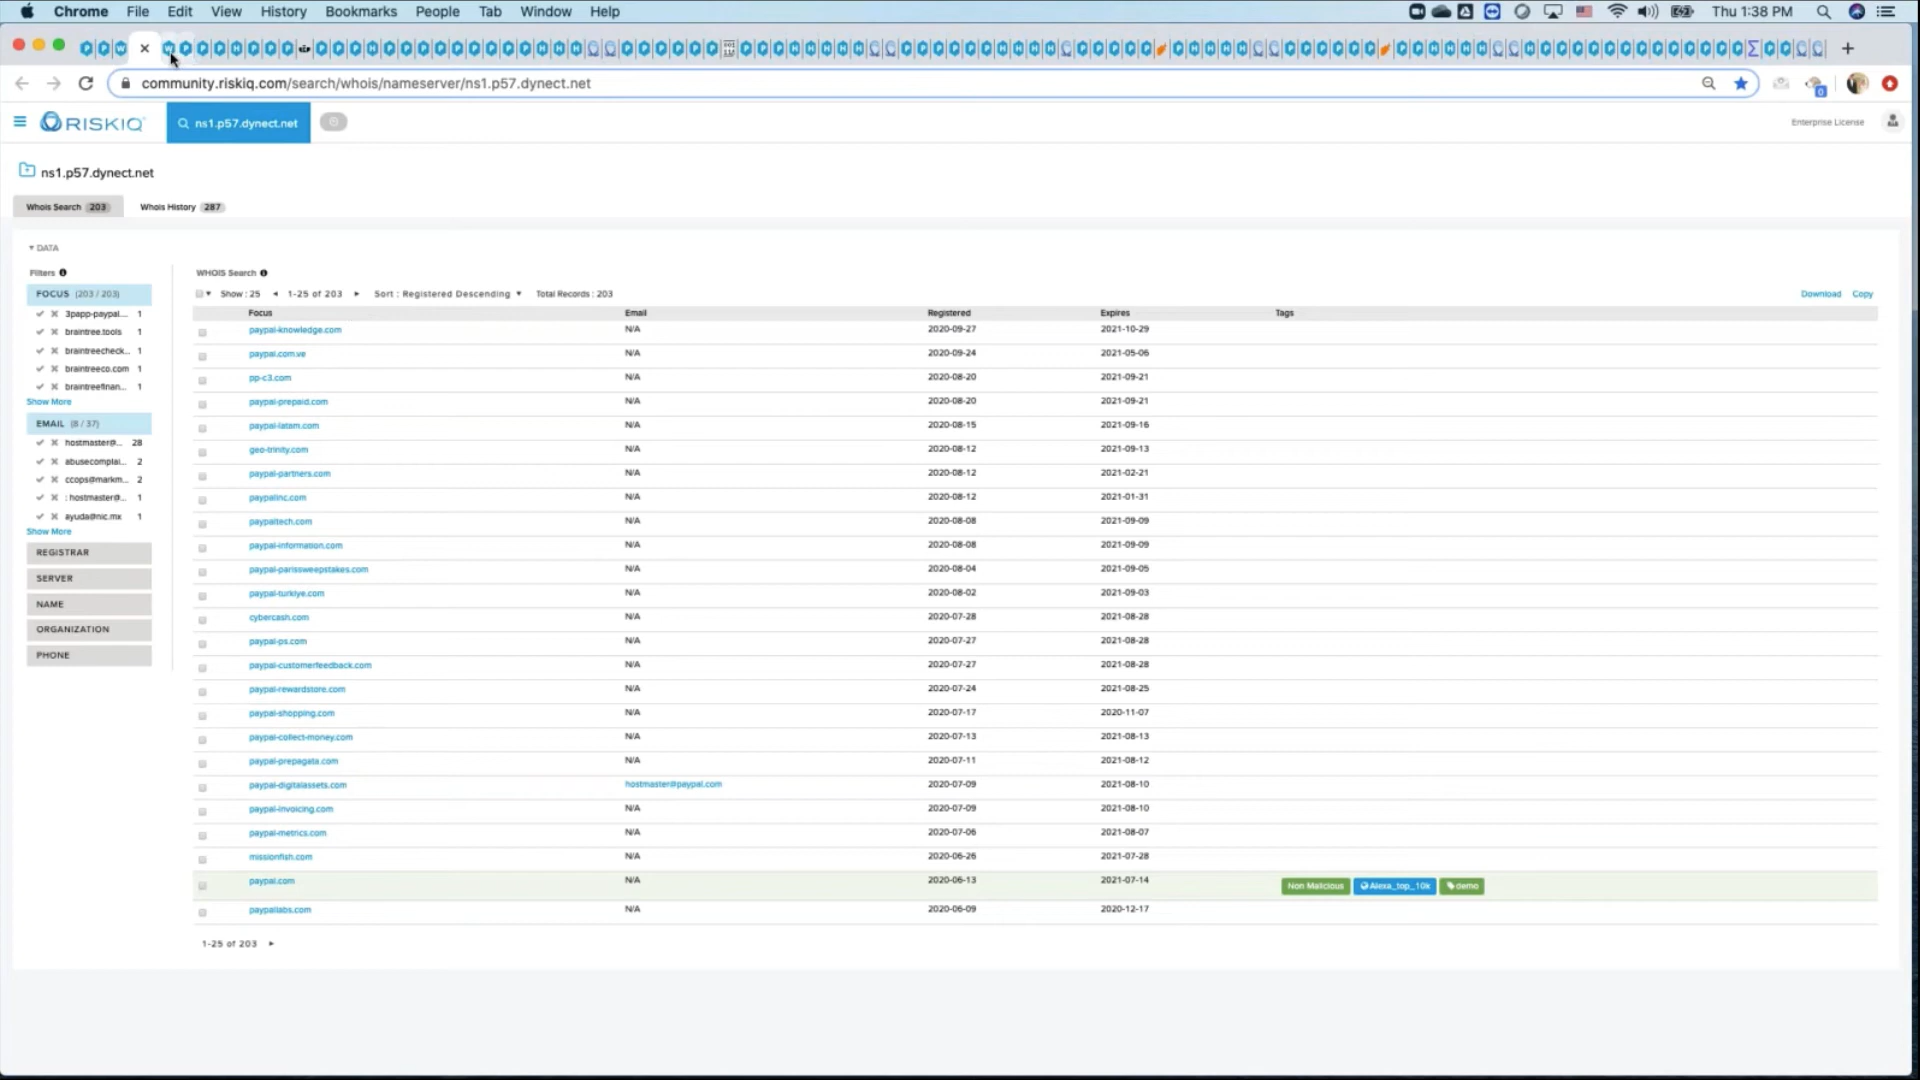 Chrome File Edit View History Bookmarks People Tab Window Help Thu 1:38 PM
community.riskiq.com/search/whois/nameserver/ns1.p57.dynect.net
RISKIQ ns1.p57.dynect.net Enterprise License
ns1.p57.dynect.net
Whois Search 203 Whois History 287
DATA
Filters
FOCUS (203 / 203)
3papp-paypal... 1
braintree.tools 1
braintreecheck... 1
braintreeco.com 1
braintreefinan... 1
Show More
EMAIL (8 / 37)
hostmaster@... 28
abusecomplai... 2
ccops@markm... 2
: hostmaster@... 1
ayuda@nic.mx 1
Show More
REGISTRAR
SERVER
NAME
ORGANIZATION
PHONE
WHOIS Search
Show : 25 1-25 of 203 Sort : Registered Descending Total Records : 203 Download Copy
Focus Email Registered Expires Tags
paypal-knowledge.com N/A 2020-09-27 2021-10-29
paypal.com.ve N/A 2020-09-24 2021-05-06
pp-c3.com N/A 2020-08-20 2021-09-21
paypal-prepaid.com N/A 2020-08-20 2021-09-21
paypal-latam.com N/A 2020-08-15 2021-09-16
geo-trinity.com N/A 2020-08-12 2021-09-13
paypal-partners.com N/A 2020-08-12 2021-02-21
paypalinc.com N/A 2020-08-12 2021-01-31
paypaltech.com N/A 2020-08-08 2021-09-09
paypal-information.com N/A 2020-08-08 2021-09-09
paypal-parissweepstakes.com N/A 2020-08-04 2021-09-05
paypal-turkiye.com N/A 2020-08-02 2021-09-03
cybercash.com N/A 2020-07-28 2021-08-28
paypal-ps.com N/A 2020-07-27 2021-08-28
paypal-customerfeedback.com N/A 2020-07-27 2021-08-28
paypal-rewardstore.com N/A 2020-07-24 2021-08-25
paypal-shopping.com N/A 2020-07-17 2020-11-07
paypal-collect-money.com N/A 2020-07-13 2021-08-13
paypal-prepagata.com N/A 2020-07-11 2021-08-12
paypal-digitalassets.com hostmaster@paypal.com 2020-07-09 2021-08-10
paypal-invoicing.com N/A 2020-07-09 2021-08-10
paypal-metrics.com N/A 2020-07-06 2021-08-07
missionfish.com N/A 2020-06-26 2021-07-28
paypal.com N/A 2020-06-13 2021-07-14 Non Malicious Alexa_top_10k demo
paypallabs.com N/A 2020-06-09 2020-12-17
1-25 of 203